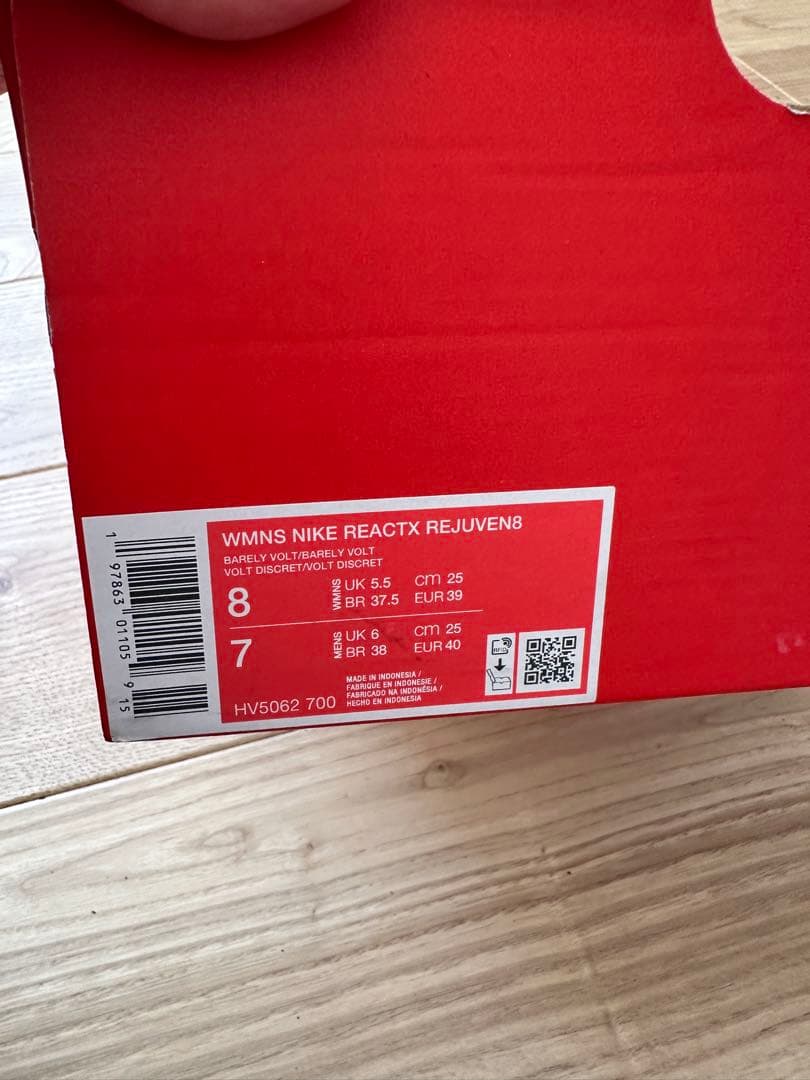 WMNS NIKE REACTX REJUVEN8
BARELY VOLT/BARELY VOLT
VOLT DISCRET/VOLT DISCRET
8 WMNS UK 5.5 cm 25
BR 37.5 EUR 39
7 MENS UK 6 cm 25
BR 38 EUR 40
HV5062 700
MADE IN INDONESIA /
FABRIQUE EN INDONESIE /
FABRICADO NA INDONÉSIA /
HECHO EN INDONESIA
RFID
1 97863 01105 9 15